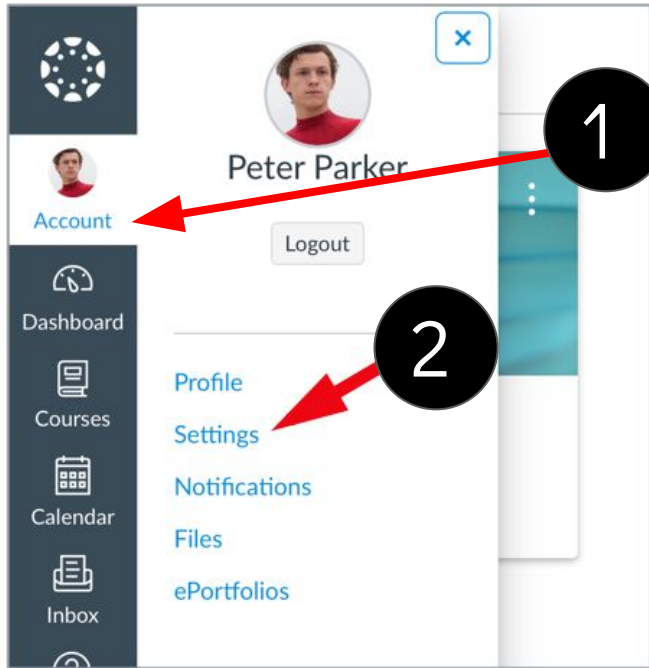 ×
Peter Parker
1
Account
Logout
Dashboard
2
Profile
Courses
Settings
Notifications
Calendar
Files
ePortfolios
Inbox
?